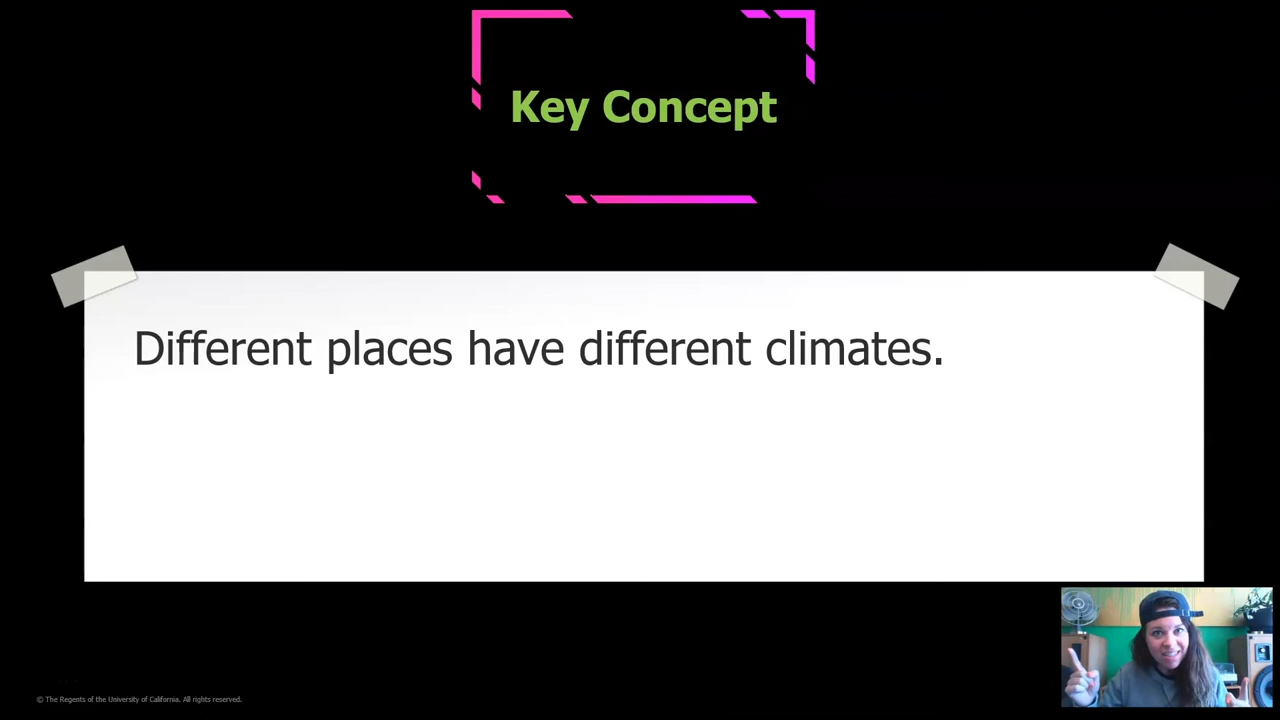 Key Concept
Different places have different climates.
© The Regents of the University of California. All rights reserved.